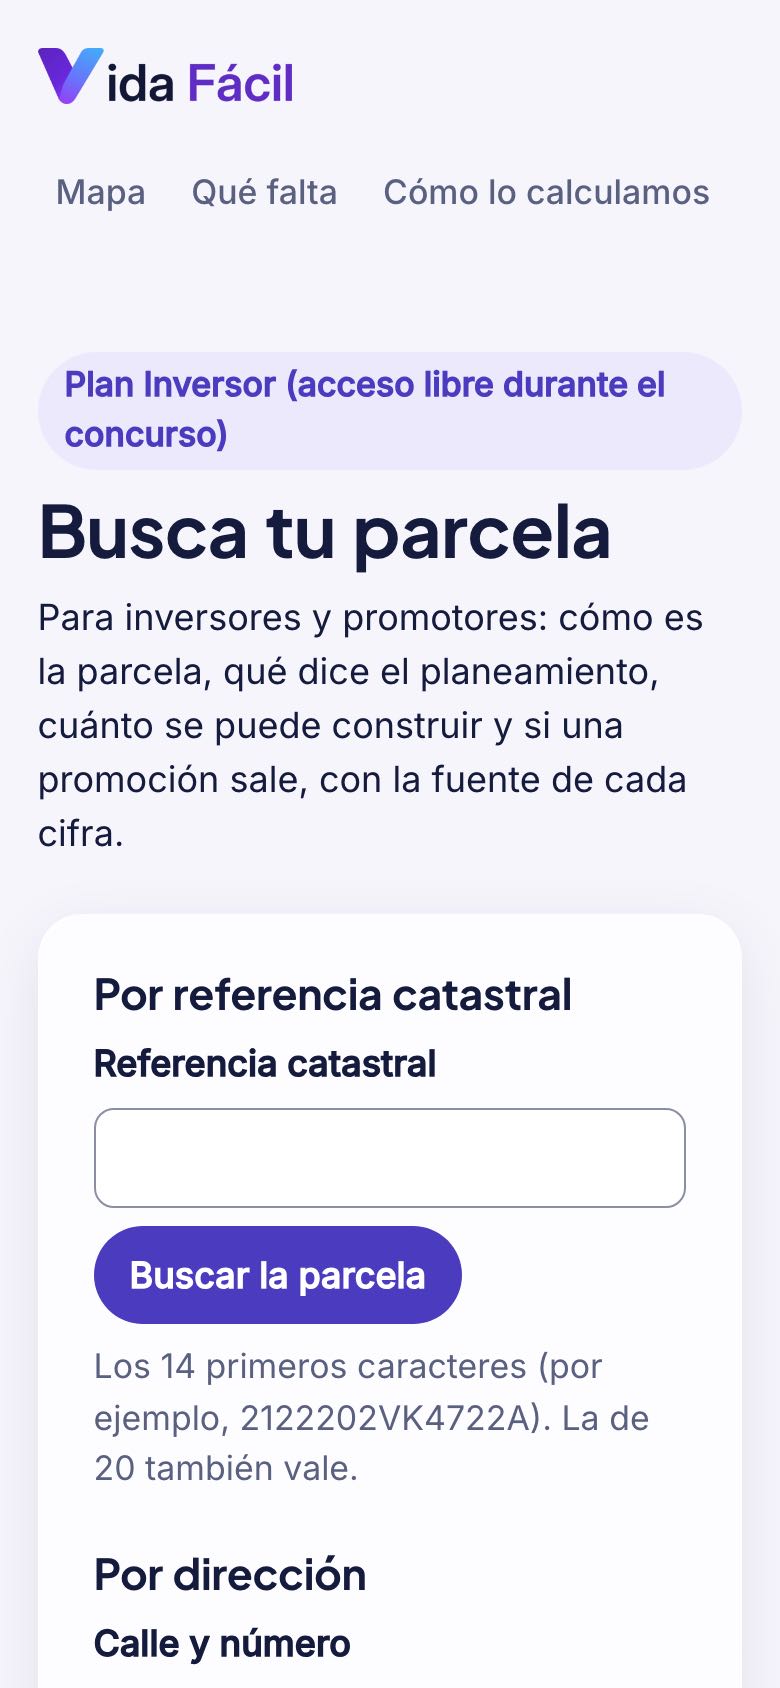 Vida Fácil
Mapa Qué falta Cómo lo calculamos
Plan Inversor (acceso libre durante el
concurso)
Busca tu parcela
Para inversores y promotores: cómo es
la parcela, qué dice el planeamiento,
cuánto se puede construir y si una
promoción sale, con la fuente de cada
cifra.
Por referencia catastral
Referencia catastral
Buscar la parcela
Los 14 primeros caracteres (por
ejemplo, 2122202VK4722A). La de
20 también vale.
Por dirección
Calle y número